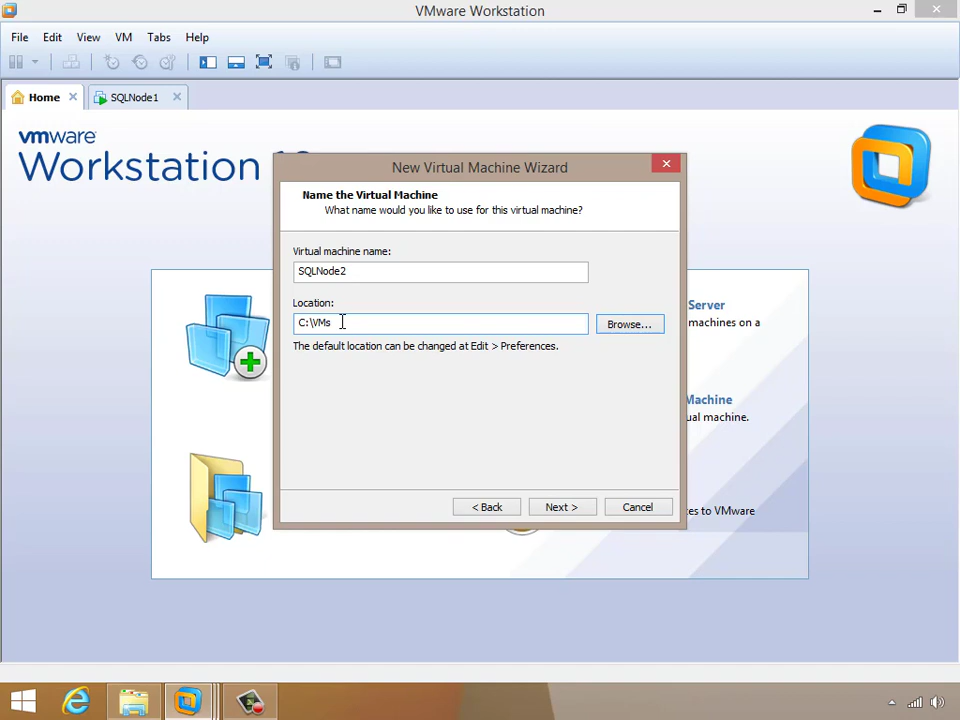 VMware Workstation
File Edit View VM Tabs Help
Home SQLNode1
vmware
Workstation
New Virtual Machine Wizard
Name the Virtual Machine
What name would you like to use for this virtual machine?
Virtual machine name:
SQLNode2
Location:
C:\VMs
Browse...
The default location can be changed at Edit > Preferences.
< Back Next > Cancel
Server
machines on a
Machine
ual machine.
es to VMware